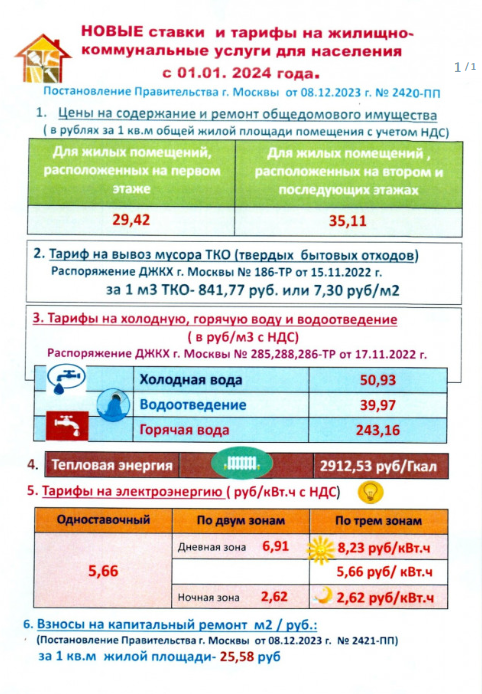 НОВЫЕ ставки и тарифы на жилищно-
коммунальные услуги для населения
с 01.01. 2024 года.
1 / 1
Постановление Правительства г. Москвы от 08.12.2023 г. № 2420-ПП
1. Цены на содержание и ремонт общедомового имущества
( в рублях за 1 кв.м общей жилой площади помещения с учетом НДС)
Для жилых помещений,
расположенных на первом
этаже
Для жилых помещений ,
расположенных на втором и
последующих этажах
29,42
35,11
2. Тариф на вывоз мусора ТКО (твердых бытовых отходов)
Распоряжение ДЖКХ г. Москвы № 186-ТР от 15.11.2022 г.
за 1 м3 ТКО- 841,77 руб. или 7,30 руб/м2
3. Тарифы на холодную, горячую воду и водоотведение
( в руб/м3 с НДС)
Распоряжение ДЖКХ г. Москвы № 285,288,286-ТР от 17.11.2022 г.
Холодная вода 50,93
Водоотведение 39,97
Горячая вода 243,16
4. Тепловая энергия 2912,53 руб/Гкал
5. Тарифы на электроэнергию ( руб/кВт.ч с НДС)
Одноставочный По двум зонам По трем зонам
Дневная зона 6,91 8,23 руб/кВт.ч
5,66 5,66 руб/ кВт.ч
Ночная зона 2,62 2,62 руб/кВт.ч
6. Взносы на капитальный ремонт м2 / руб.:
(Постановление Правительства г. Москвы от 08.12.2023 г. № 2421-ПП)
за 1 кв.м жилой площади- 25,58 руб